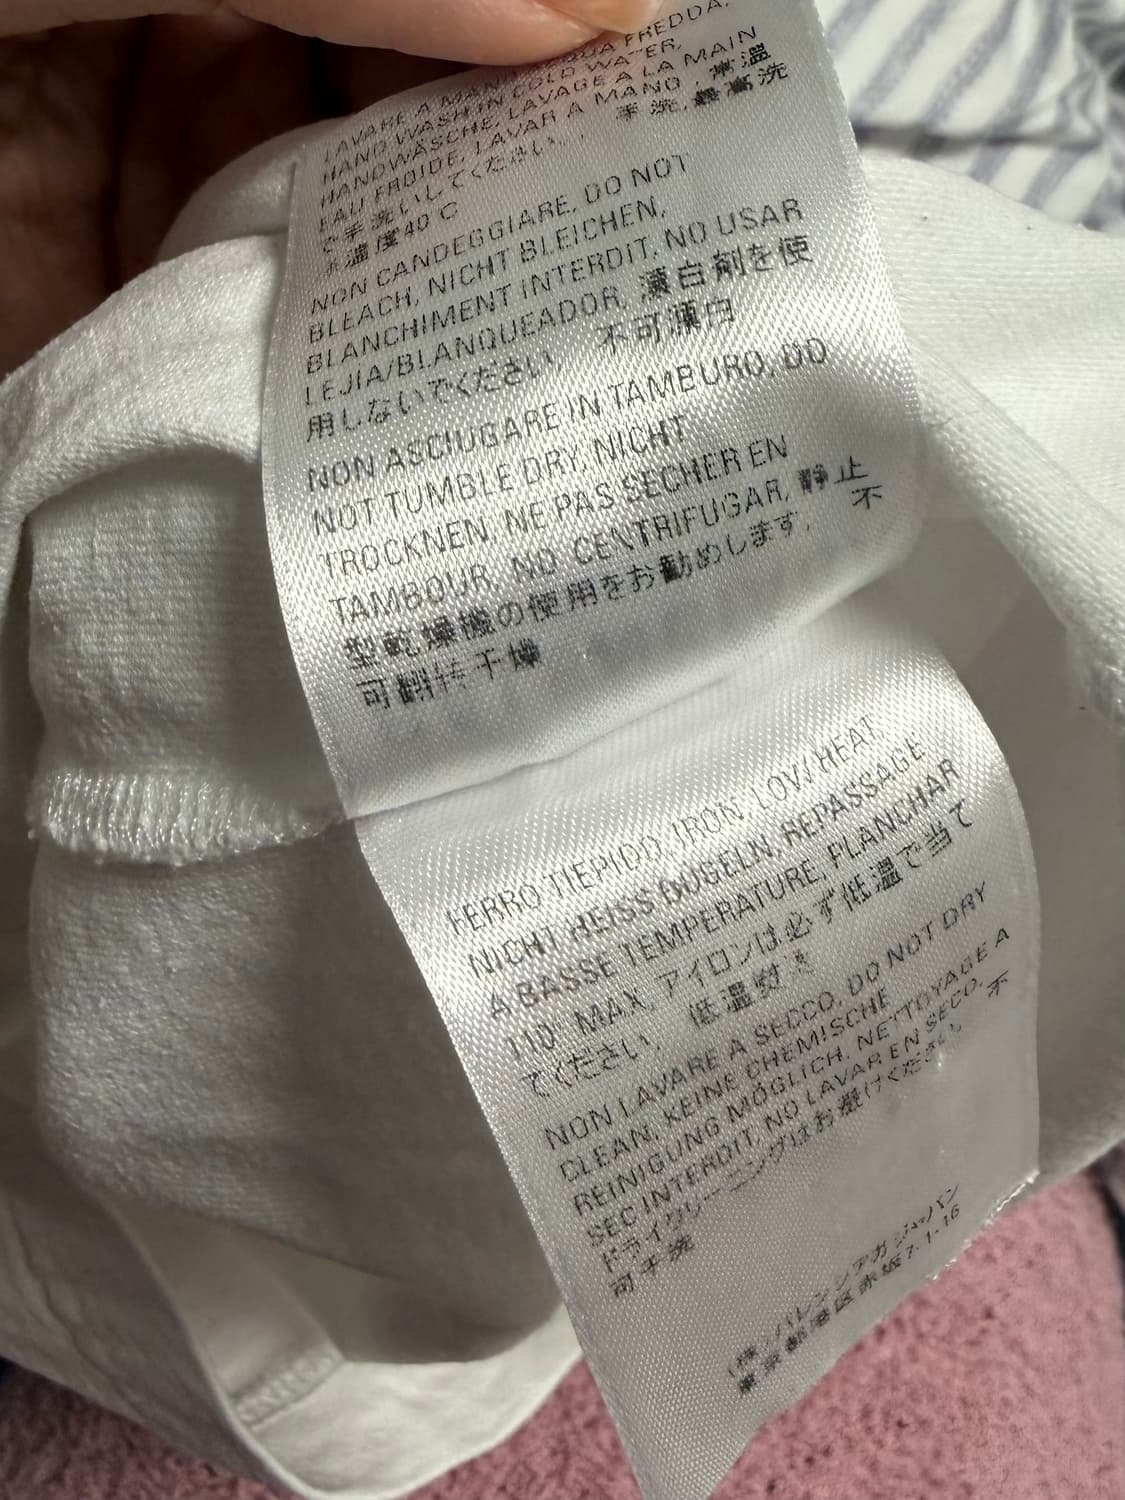 LAVARE A MANO FREDDA.
HAND WASH IN COLD WATER,
HANDWÄSCHE, LAVAGE A LA MAIN
EAU FROIDE, LAVAR A MANO, 常温
で手洗いしてください. 手洗,最高洗
水温度40 C
NON CANDEGGIARE, DO NOT
BLEACH, NICHT BLEICHEN,
BLANCHIMENT INTERDIT, NO USAR
LEJIA/BLANQUEADOR, 漂白剤を使
用しないでください. 不可漂白
NON ASCIUGARE IN TAMBURO, DO
NOT TUMBLE DRY, NICHT
TROCKNEN, NE PAS SECHER EN
TAMBOUR, NO CENTRIFUGAR, 静止
型乾燥機の使用をお勧めします. 不
可翻转干燥
FERRO TIEPIDO, IRON, LOW HEAT
NICHT HEISS BÜGELN, REPASSAGE
A BASSE TEMPERATURE, PLANCHAR
110° MAX, アイロンは必ず低温で当て
てください. 低温熨
NON LAVARE A SECCO, DO NOT DRY
CLEAN, KEINE CHEMISCHE
REINIGUNG MÖGLICH, NETTOYAGE A
SEC INTERDIT, NO LAVAR EN SECO,
ドライクリーニングはお避けください 不
可干洗
(株)バレンシアガ ジャパン
東京都港区赤坂7-1-16